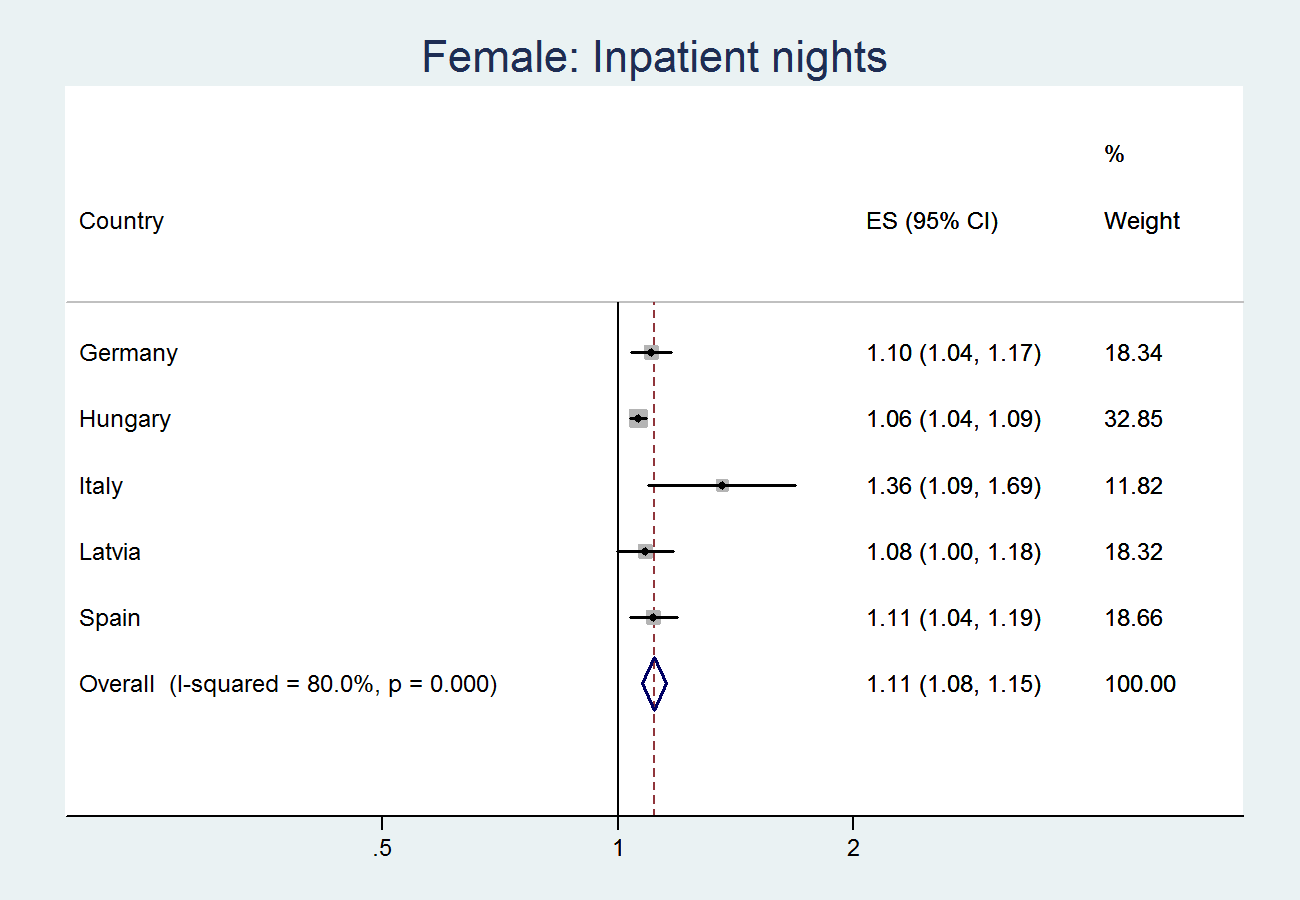 Female: Inpatient nights
%
Country ES (95% CI) Weight
Germany 1.10 (1.04, 1.17) 18.34
Hungary 1.06 (1.04, 1.09) 32.85
Italy 1.36 (1.09, 1.69) 11.82
Latvia 1.08 (1.00, 1.18) 18.32
Spain 1.11 (1.04, 1.19) 18.66
Overall (I-squared = 80.0%, p = 0.000) 1.11 (1.08, 1.15) 100.00
.5 1 2